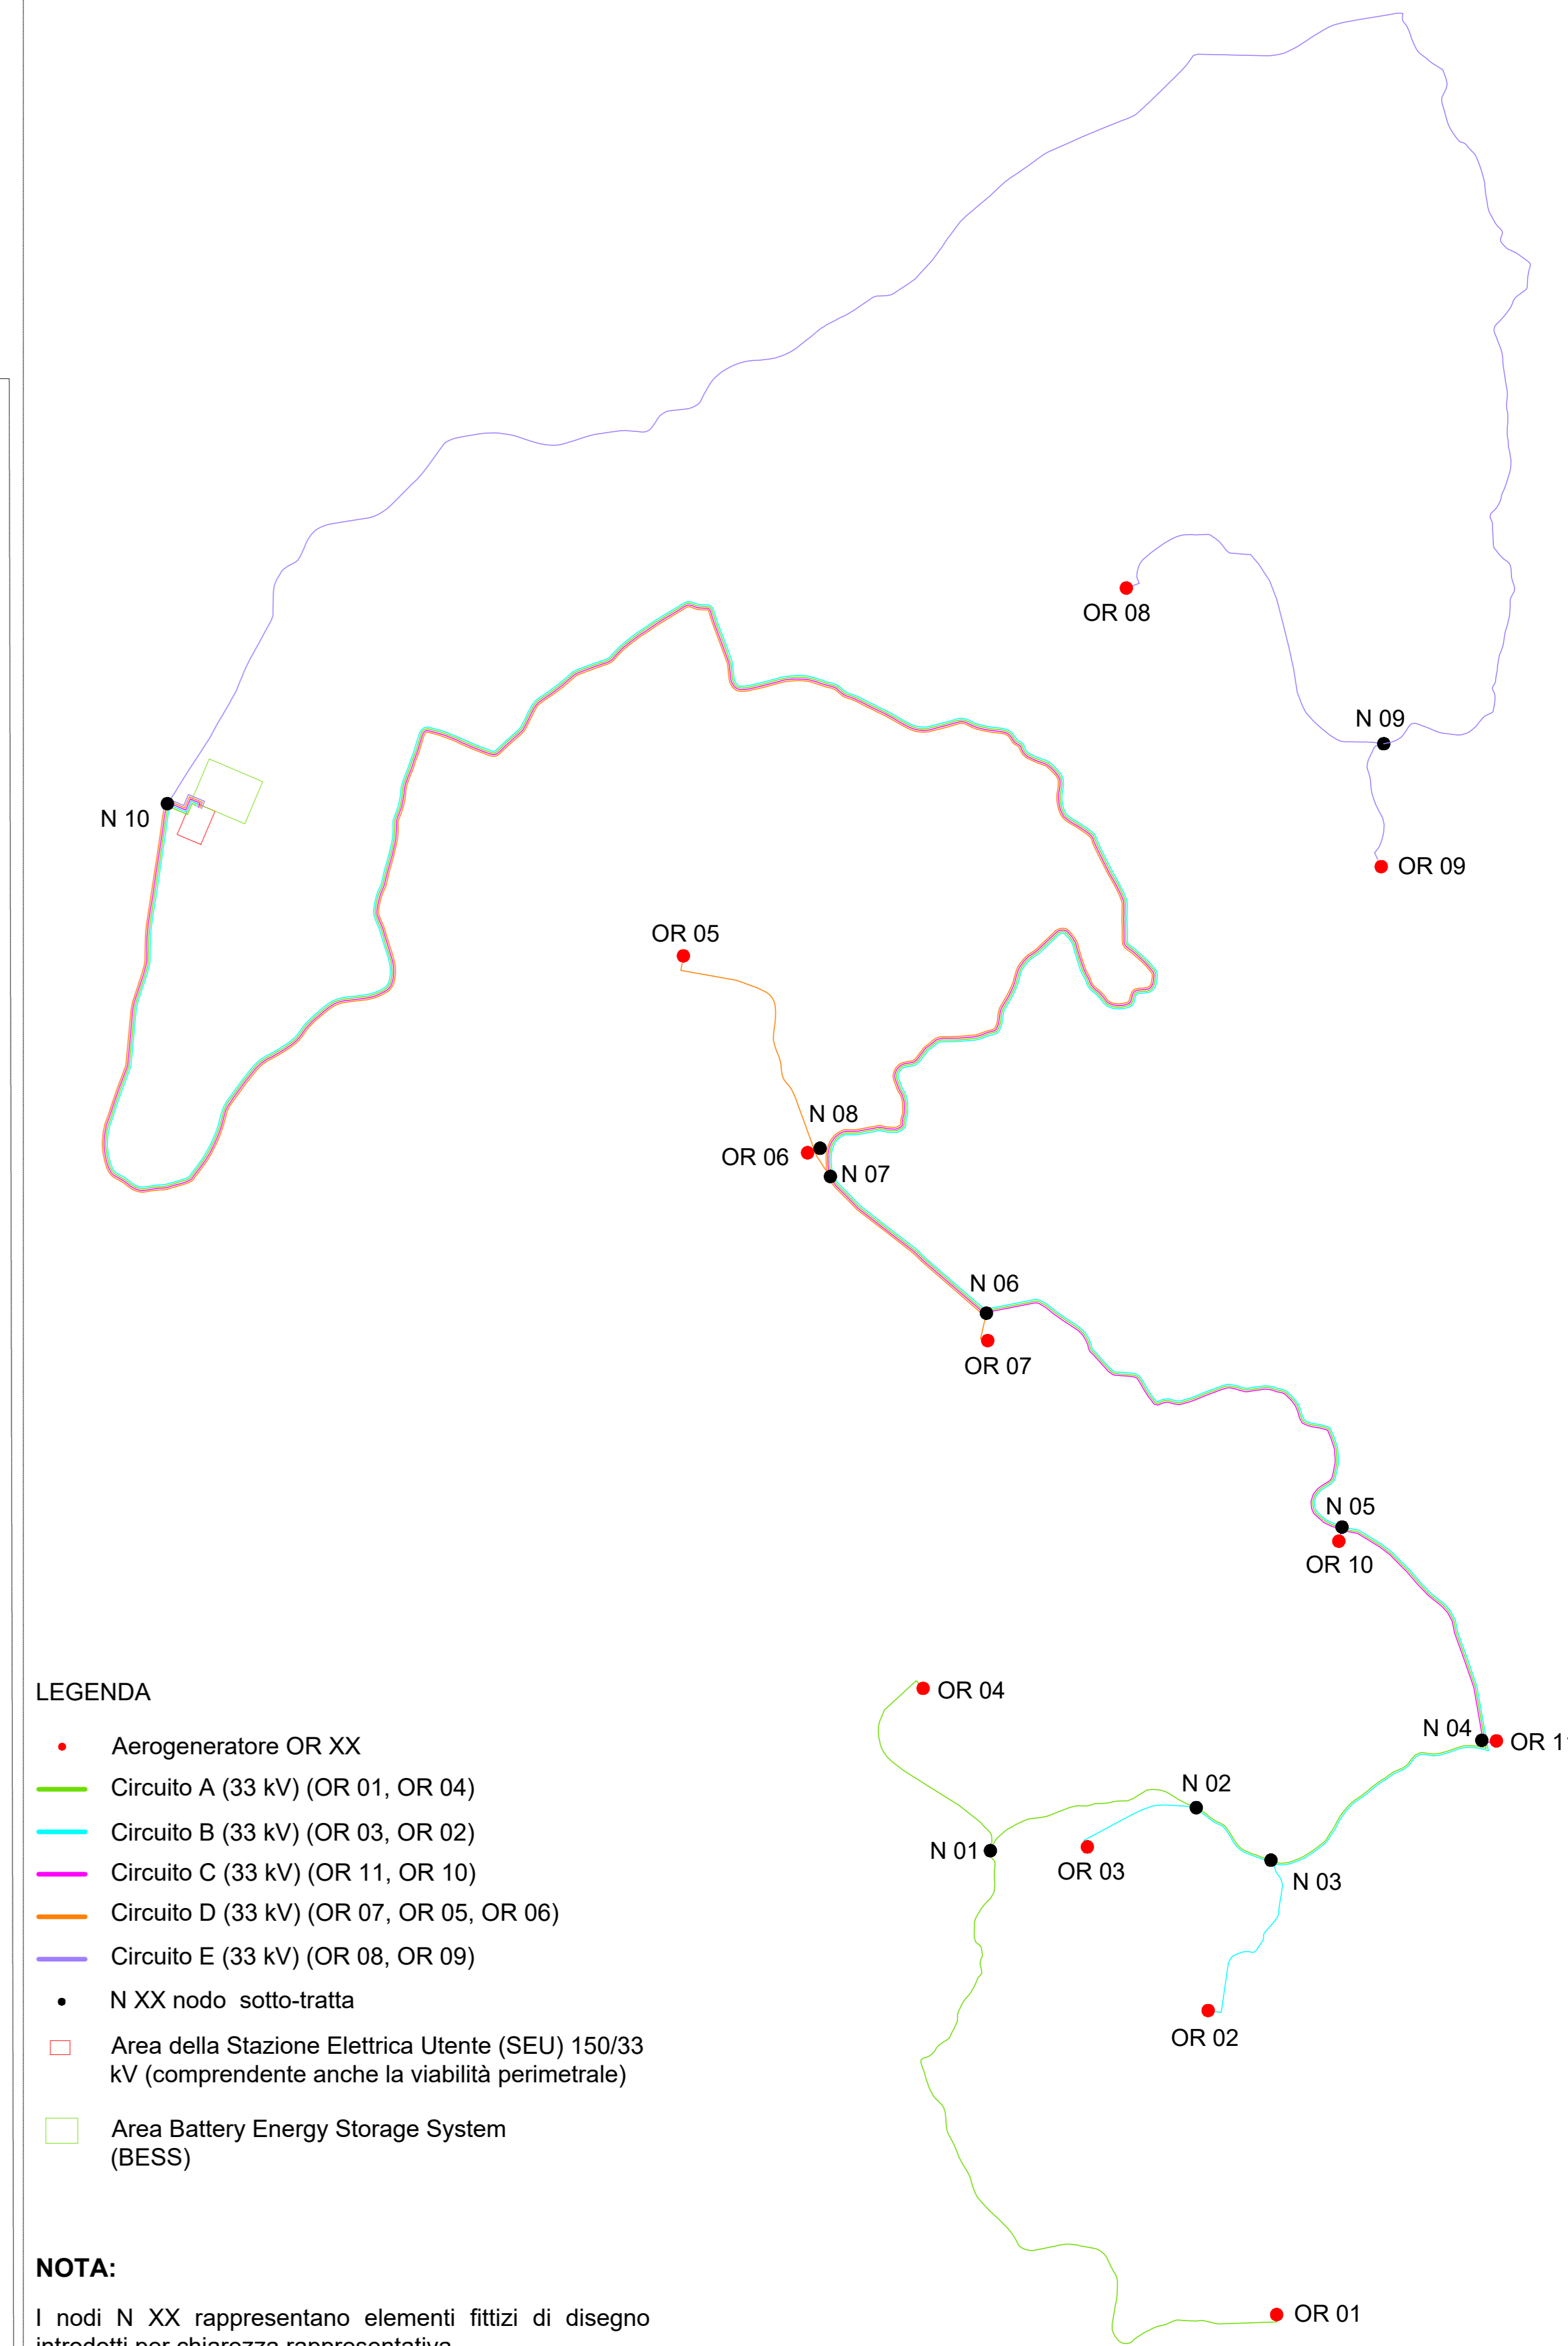 OR 08
N 09
N 10
OR 09
OR 05
N 08
OR 06
N 07
N 06
OR 07
N 05
OR 10
OR 04
N 04
OR 11
N 02
N 01
OR 03
N 03
OR 02
OR 01
LEGENDA
Aerogeneratore OR XX
Circuito A (33 kV) (OR 01, OR 04)
Circuito B (33 kV) (OR 03, OR 02)
Circuito C (33 kV) (OR 11, OR 10)
Circuito D (33 kV) (OR 07, OR 05, OR 06)
Circuito E (33 kV) (OR 08, OR 09)
N XX nodo sotto-tratta
Area della Stazione Elettrica Utente (SEU) 150/33
kV (comprendente anche la viabilità perimetrale)
Area Battery Energy Storage System
(BESS)
NOTA:
I nodi N XX rappresentano elementi fittizi di disegno
introdotti per chiarezza rappresentativa